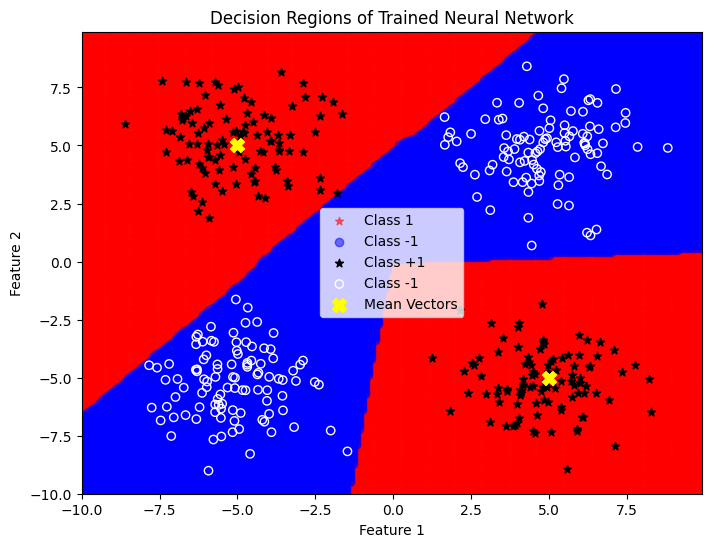 Decision Regions of Trained Neural Network
Feature 2
7.5
5.0
2.5
0.0
−2.5
−5.0
−7.5
−10.0
Class 1
Class -1
Class +1
Class -1
Mean Vectors
−10.0 −7.5 −5.0 −2.5 0.0 2.5 5.0 7.5
Feature 1